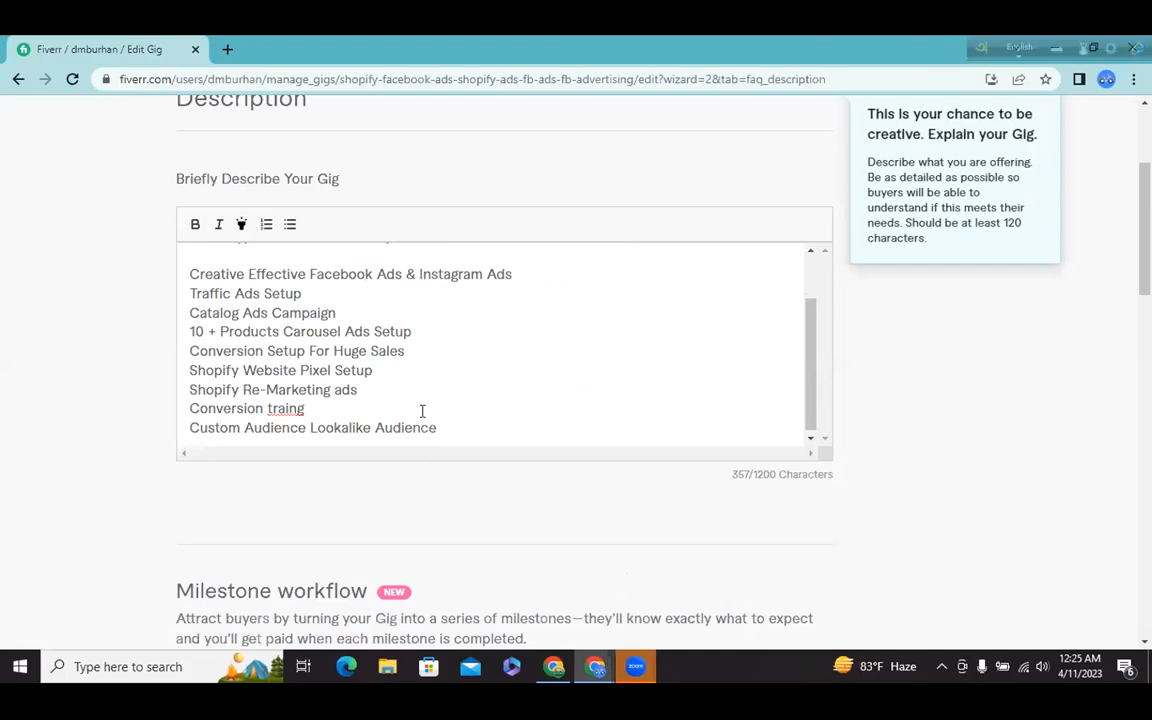 Fiverr / dmburhan / Edit Gig
English
fiverr.com/users/dmburhan/manage_gigs/shopify-facebook-ads-shopify-ads-fb-ads-fb-advertising/edit?wizard=2&tab=faq_description
Description
This is your chance to be
creative. Explain your Gig.
Describe what you are offering.
Be as detailed as possible so
buyers will be able to
understand if this meets their
needs. Should be at least 120
characters.
Briefly Describe Your Gig
B I
Creative Effective Facebook Ads & Instagram Ads
Traffic Ads Setup
Catalog Ads Campaign
10 + Products Carousel Ads Setup
Conversion Setup For Huge Sales
Shopify Website Pixel Setup
Shopify Re-Marketing ads
Conversion traing
Custom Audience Lookalike Audience
357/1200 Characters
Milestone workflow NEW
Attract buyers by turning your Gig into a series of milestones—they'll know exactly what to expect
and you'll get paid when each milestone is completed.
Type here to search
zoom
83°F Haze
12:25 AM
4/11/2023
6